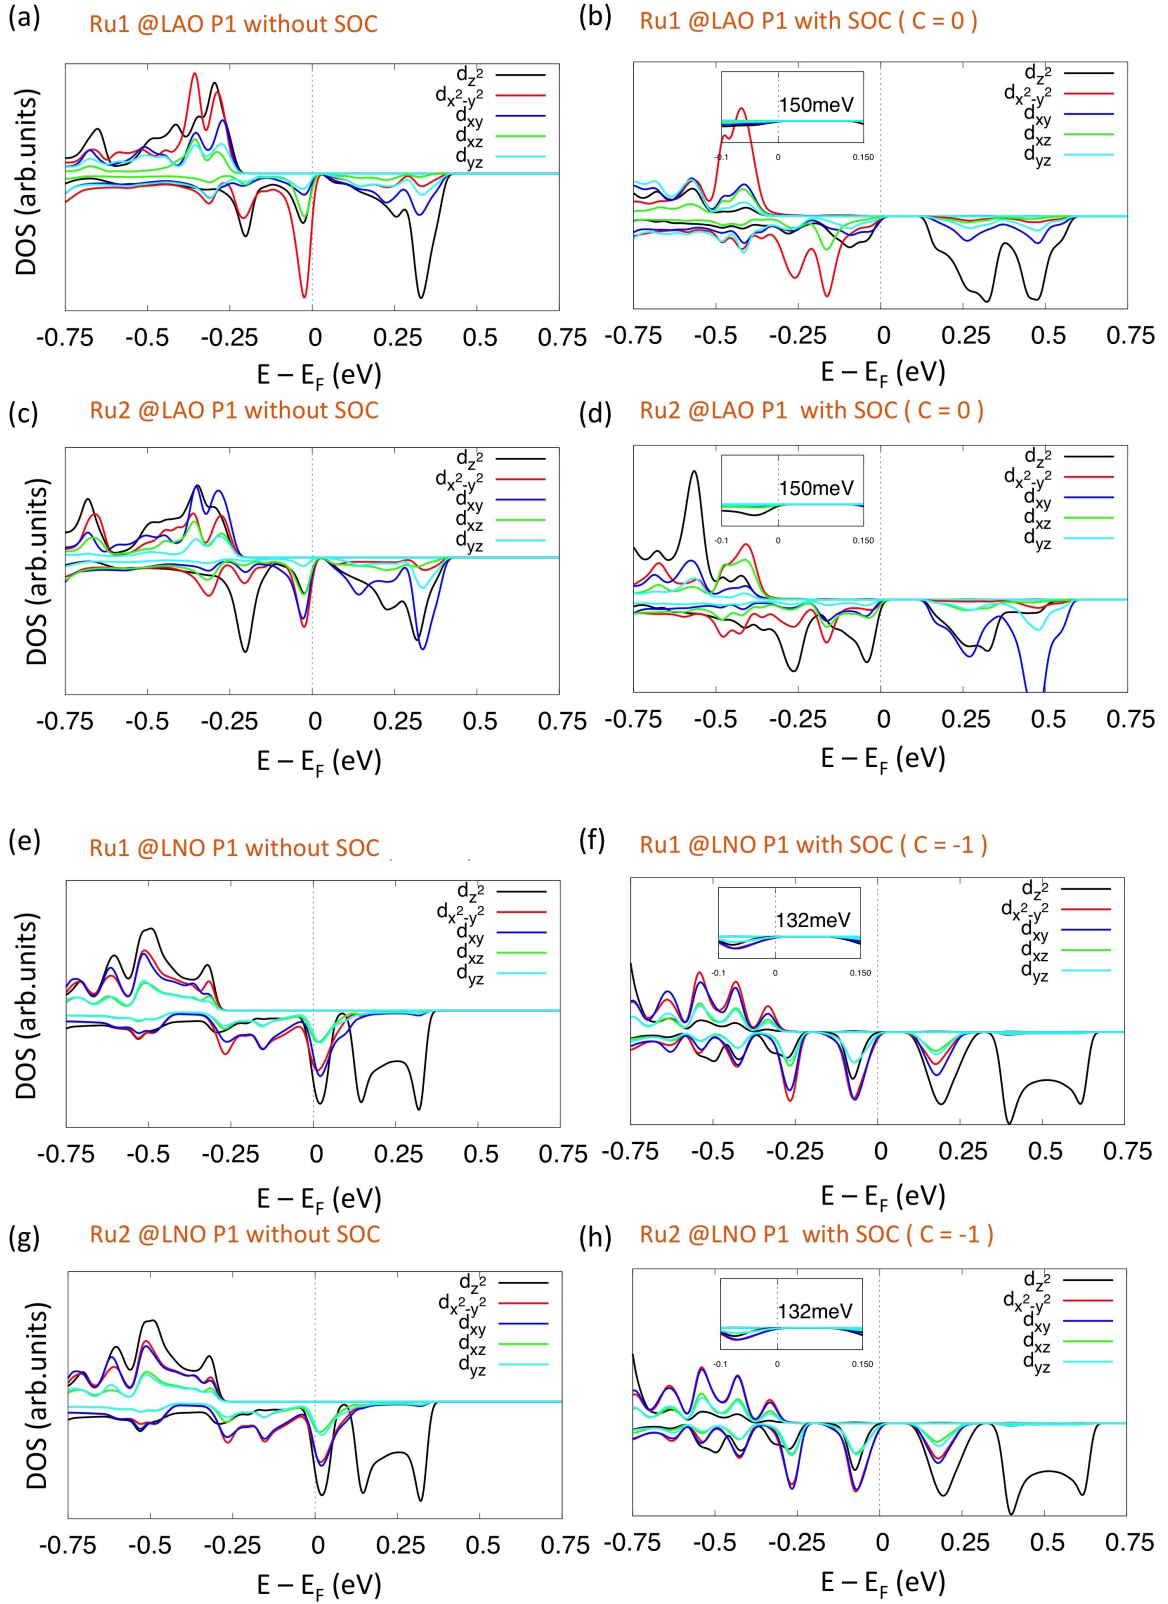 (a) Ru1 @LAO P1 without SOC
DOS (arb.units)
d_z²
d_x²-y²
d_xy
d_xz
d_yz
-0.75 -0.5 -0.25 0 0.25 0.5 0.75
E – E_F (eV)
(b) Ru1 @LAO P1 with SOC ( C = 0 )
150meV
-0.1 0 0.150
d_z²
d_x²-y²
d_xy
d_xz
d_yz
-0.75 -0.5 -0.25 0 0.25 0.5 0.75
E – E_F (eV)
(c) Ru2 @LAO P1 without SOC
DOS (arb.units)
d_z²
d_x²-y²
d_xy
d_xz
d_yz
-0.75 -0.5 -0.25 0 0.25 0.5 0.75
E – E_F (eV)
(d) Ru2 @LAO P1 with SOC ( C = 0 )
150meV
-0.1 0 0.150
d_z²
d_x²-y²
d_xy
d_xz
d_yz
-0.75 -0.5 -0.25 0 0.25 0.5 0.75
E – E_F (eV)
(e) Ru1 @LNO P1 without SOC
DOS (arb.units)
d_z²
d_x²-y²
d_xy
d_xz
d_yz
-0.75 -0.5 -0.25 0 0.25 0.5 0.75
E – E_F (eV)
(f) Ru1 @LNO P1 with SOC ( C = -1 )
132meV
-0.1 0 0.150
d_z²
d_x²-y²
d_xy
d_xz
d_yz
-0.75 -0.5 -0.25 0 0.25 0.5 0.75
E – E_F (eV)
(g) Ru2 @LNO P1 without SOC
DOS (arb.units)
d_z²
d_x²-y²
d_xy
d_xz
d_yz
-0.75 -0.5 -0.25 0 0.25 0.5 0.75
E – E_F (eV)
(h) Ru2 @LNO P1 with SOC ( C = -1 )
132meV
-0.1 0 0.150
d_z²
d_x²-y²
d_xy
d_xz
d_yz
-0.75 -0.5 -0.25 0 0.25 0.5 0.75
E – E_F (eV)